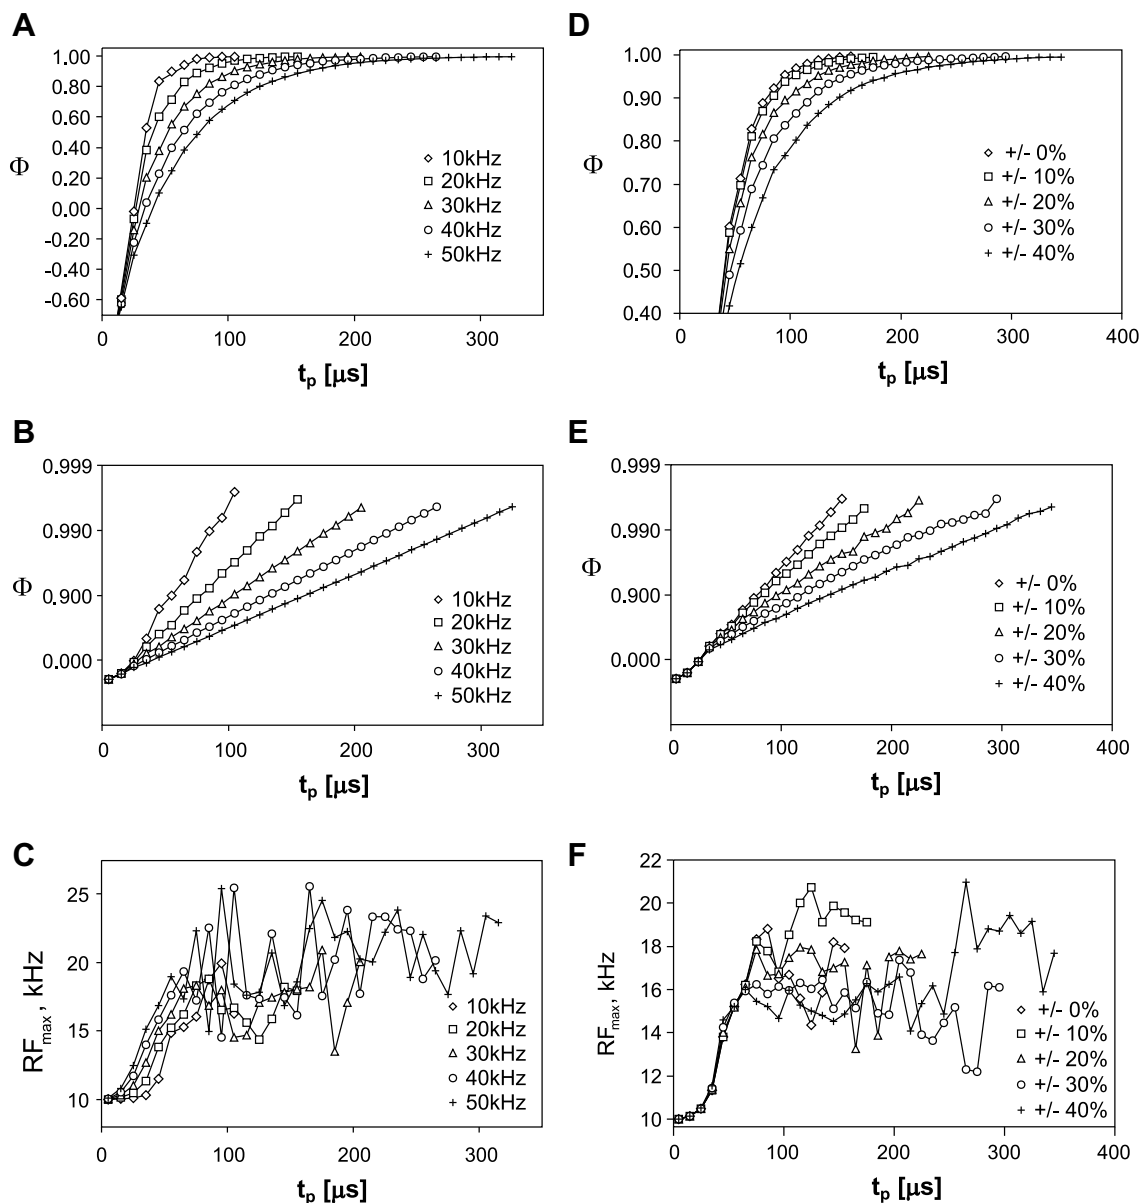 A
1.00
0.80
0.60
0.40
0.20
0.00
-0.20
-0.40
-0.60
Φ
10kHz
20kHz
30kHz
40kHz
50kHz
0 100 200 300
tp [μs]
D
1.00
0.90
0.80
0.70
0.60
0.50
0.40
Φ
+/- 0%
+/- 10%
+/- 20%
+/- 30%
+/- 40%
0 100 200 300 400
tp [μs]
B
0.999
0.990
0.900
0.000
Φ
10kHz
20kHz
30kHz
40kHz
50kHz
0 100 200 300
tp [μs]
E
0.999
0.990
0.900
0.000
Φ
+/- 0%
+/- 10%
+/- 20%
+/- 30%
+/- 40%
0 100 200 300 400
tp [μs]
C
25
20
15
10
RFmax, kHz
10kHz
20kHz
30kHz
40kHz
50kHz
0 100 200 300
tp [μs]
F
22
20
18
16
14
12
10
RFmax, kHz
+/- 0%
+/- 10%
+/- 20%
+/- 30%
+/- 40%
0 100 200 300 400
tp [μs]